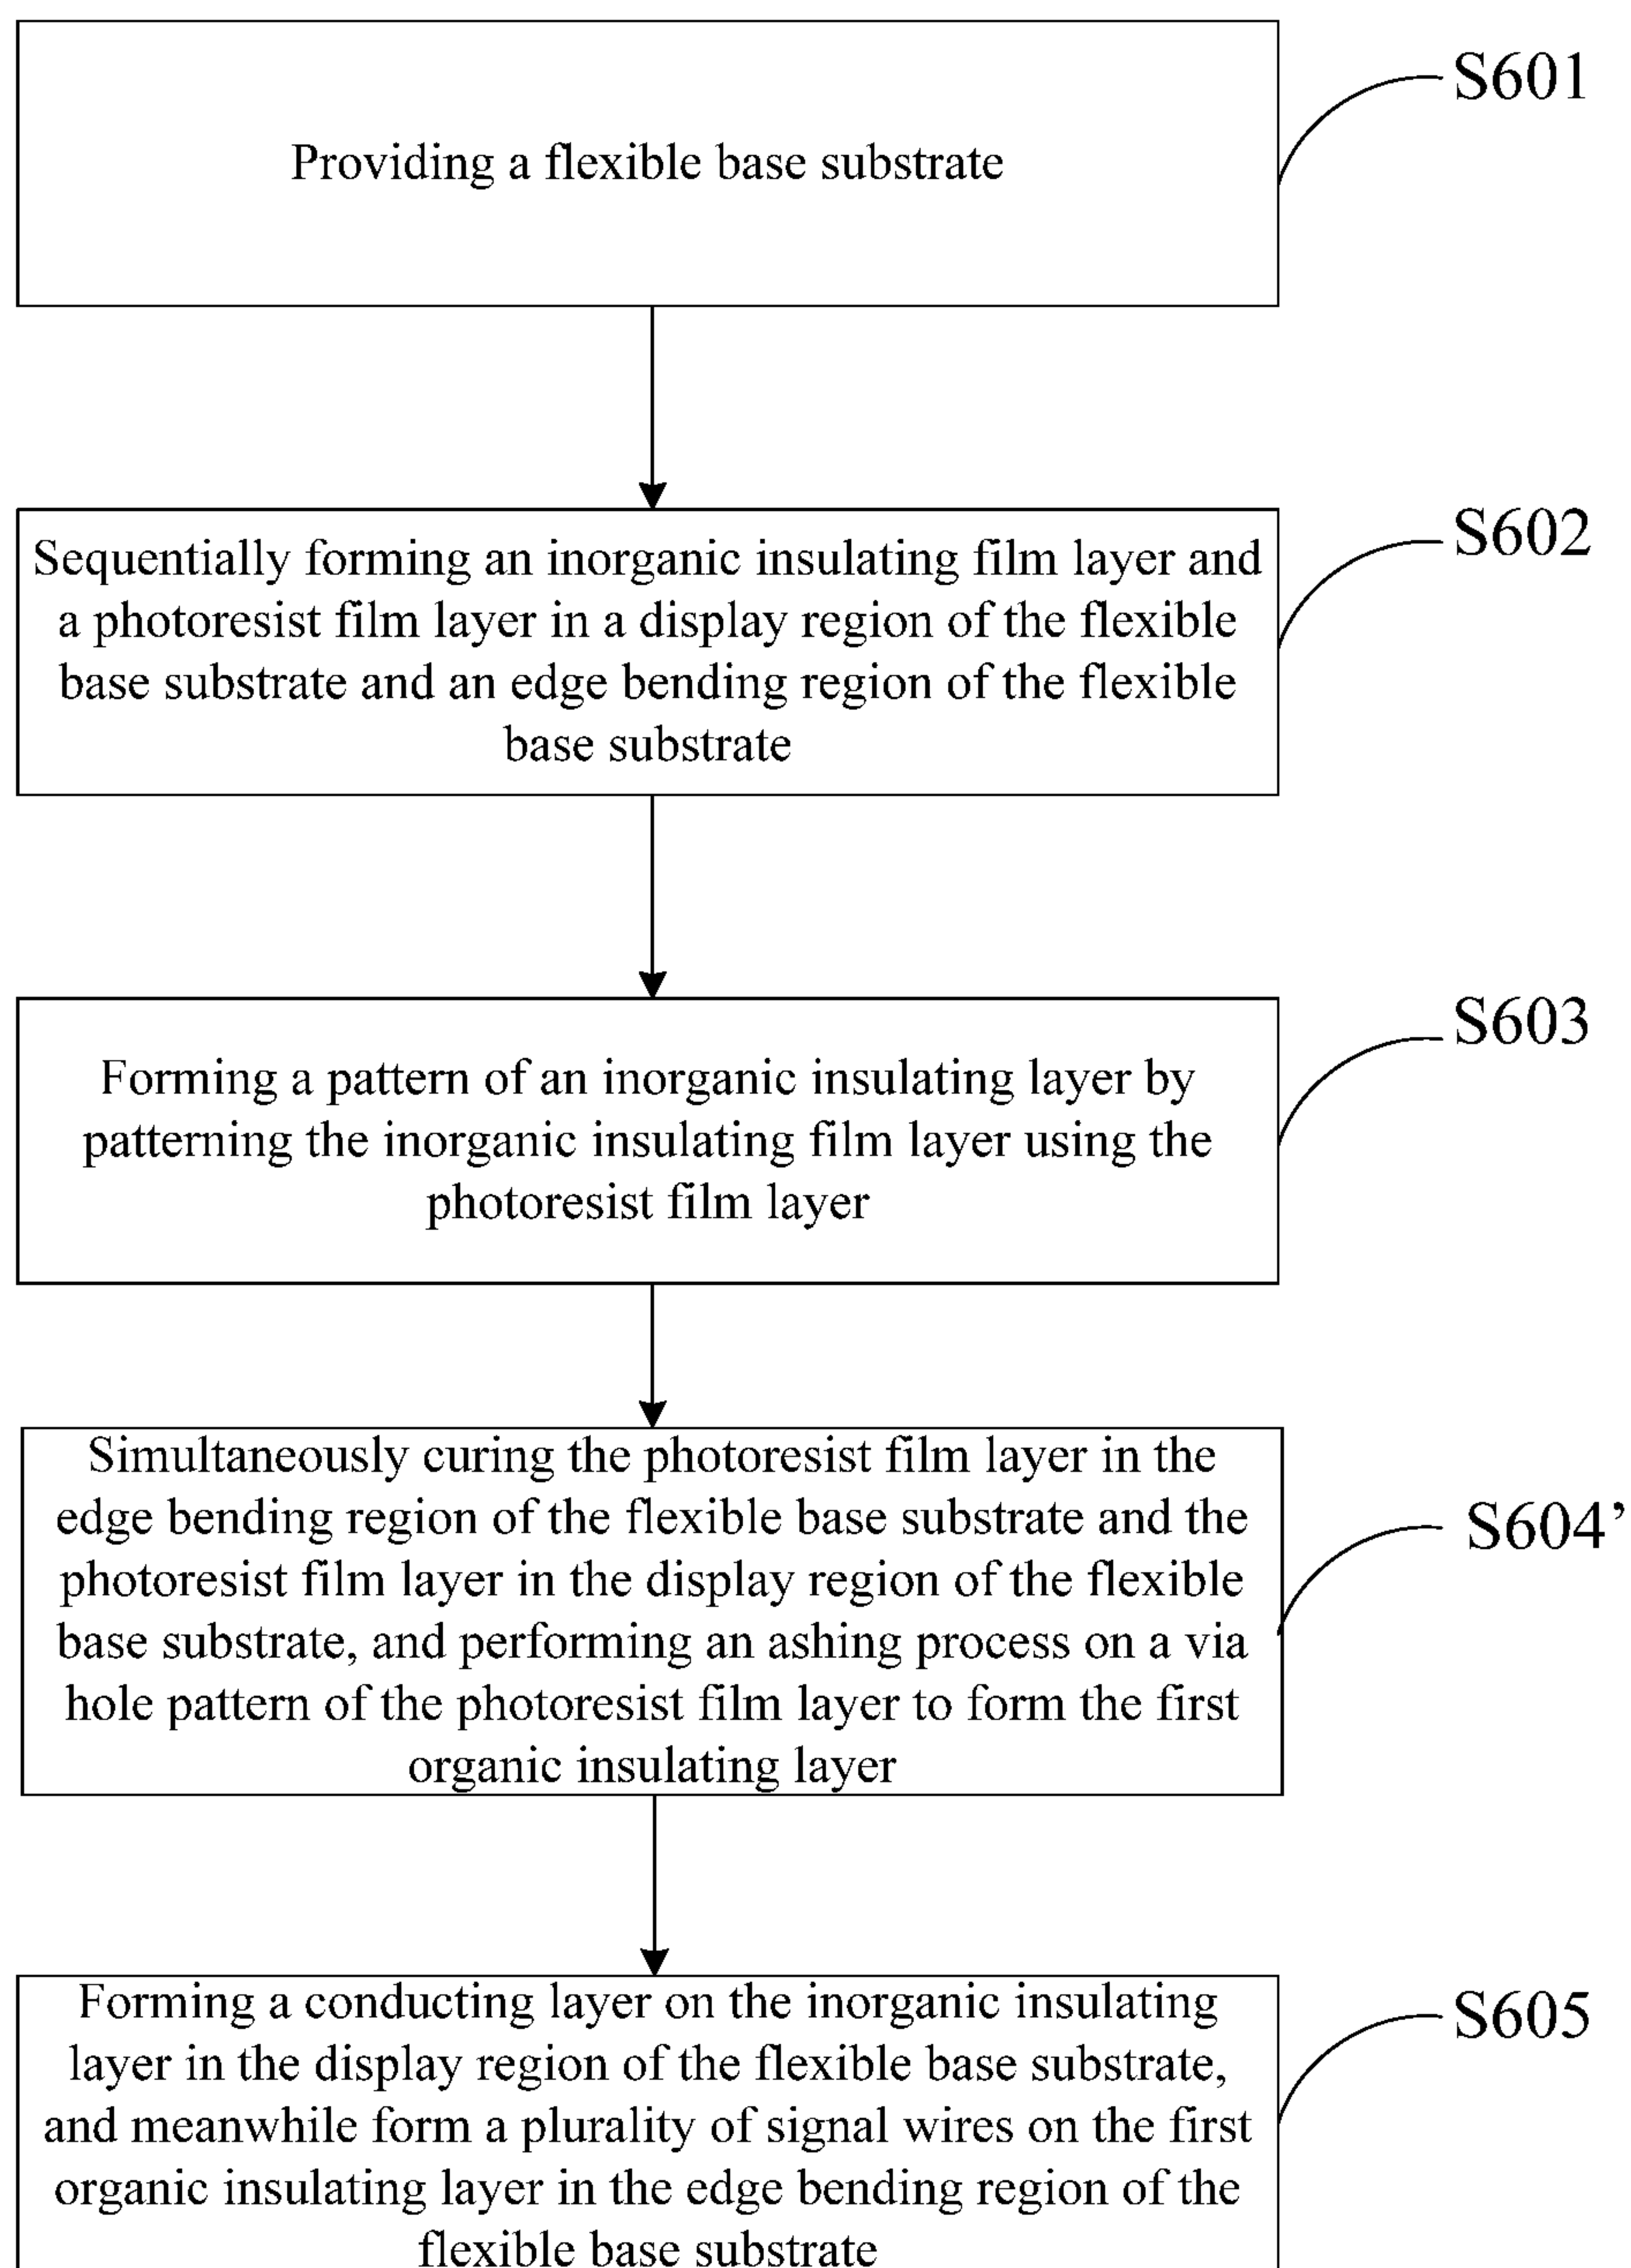 S601
Providing a flexible base substrate
S602
Sequentially forming an inorganic insulating film layer and
a photoresist film layer in a display region of the flexible
base substrate and an edge bending region of the flexible
base substrate
S603
Forming a pattern of an inorganic insulating layer by
patterning the inorganic insulating film layer using the
photoresist film layer
Simultaneously curing the photoresist film layer in the
edge bending region of the flexible base substrate and the
S604’
photoresist film layer in the display region of the flexible
base substrate, and performing an ashing process on a via
hole pattern of the photoresist film layer to form the first
organic insulating layer
Forming a conducting layer on the inorganic insulating
S605
layer in the display region of the flexible base substrate,
and meanwhile form a plurality of signal wires on the first
organic insulating layer in the edge bending region of the
flexible base substrate